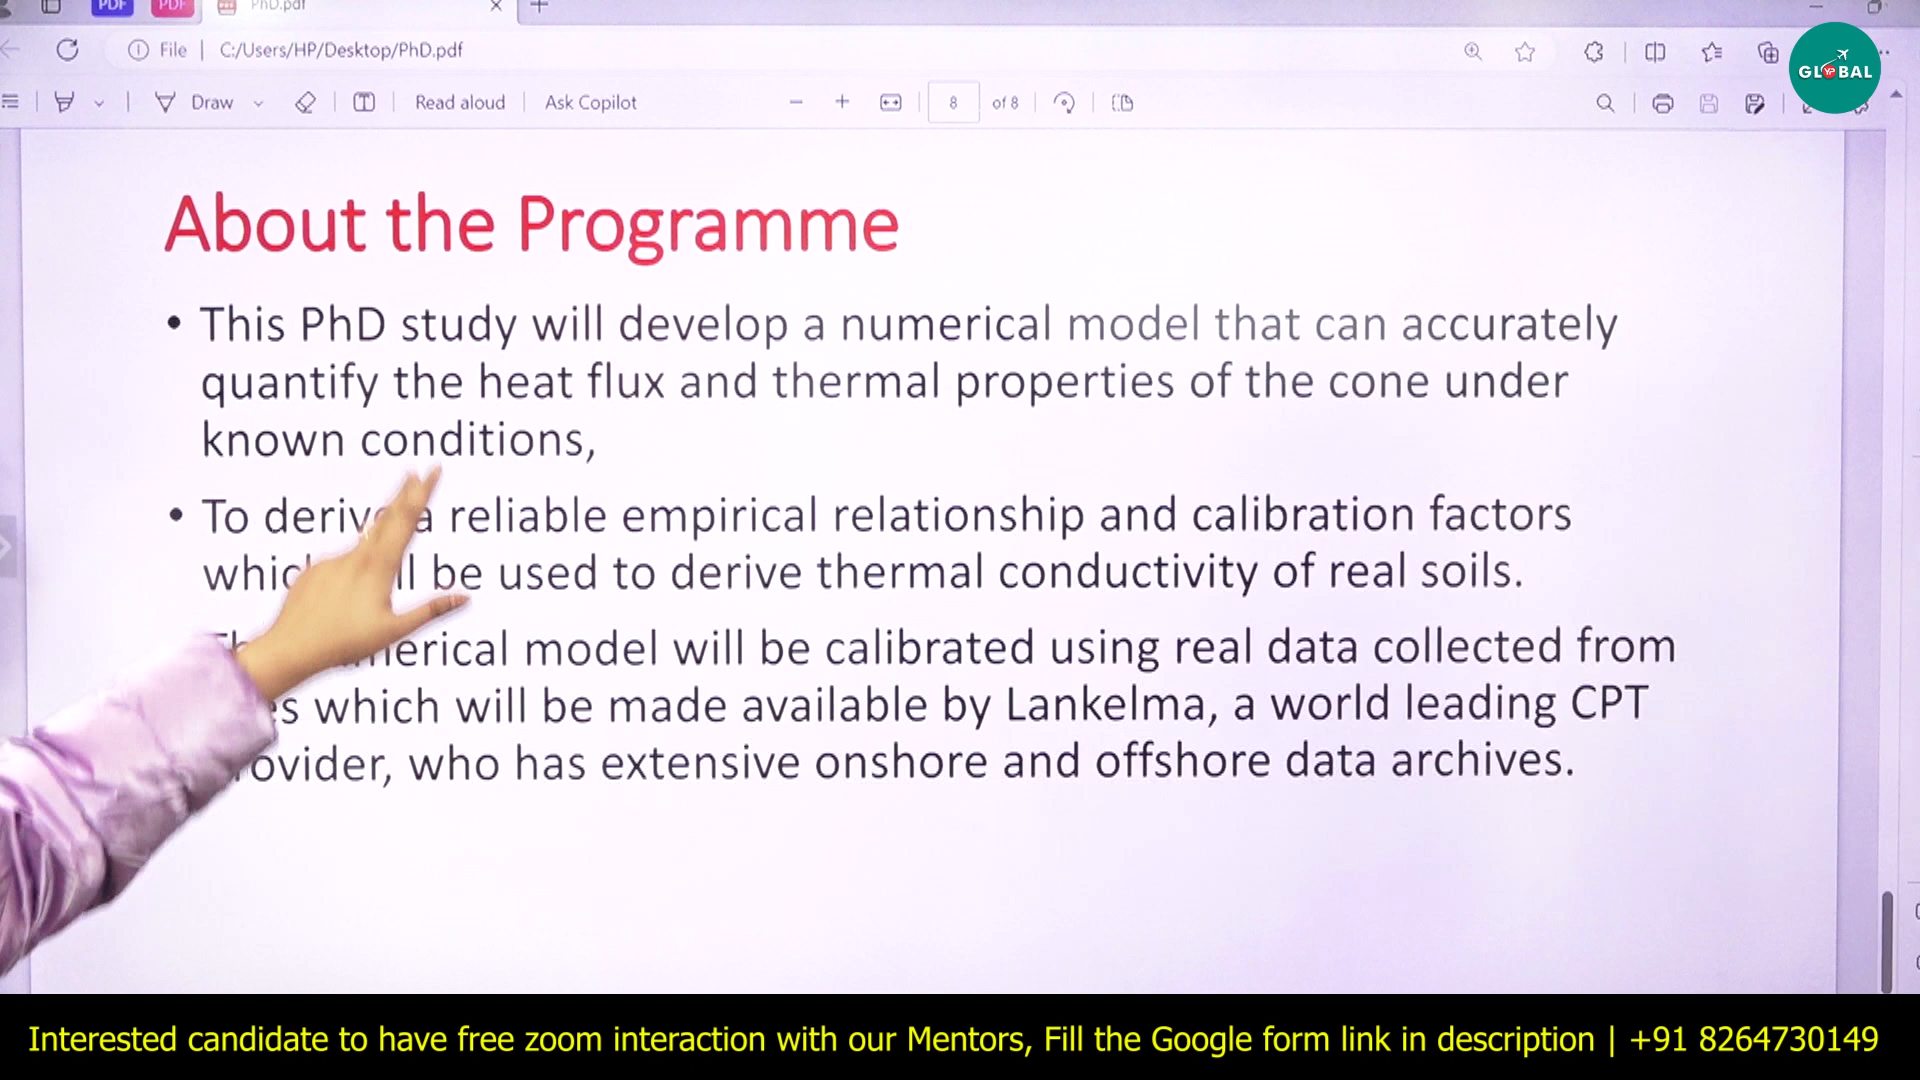 PDF PDF PhD.pdf
File | C:/Users/HP/Desktop/PhD.pdf
GLOBAL
YP
Draw Read aloud Ask Copilot 8 of 8
About the Programme
• This PhD study will develop a numerical model that can accurately
quantify the heat flux and thermal properties of the cone under
known conditions,
• To derive a reliable empirical relationship and calibration factors
be used to derive thermal conductivity of real soils.
model will be calibrated using real data collected from
which will be made available by Lankelma, a world leading CPT
who has extensive onshore and offshore data archives.
Interested candidate to have free zoom interaction with our Mentors, Fill the Google form link in description | +91 8264730149